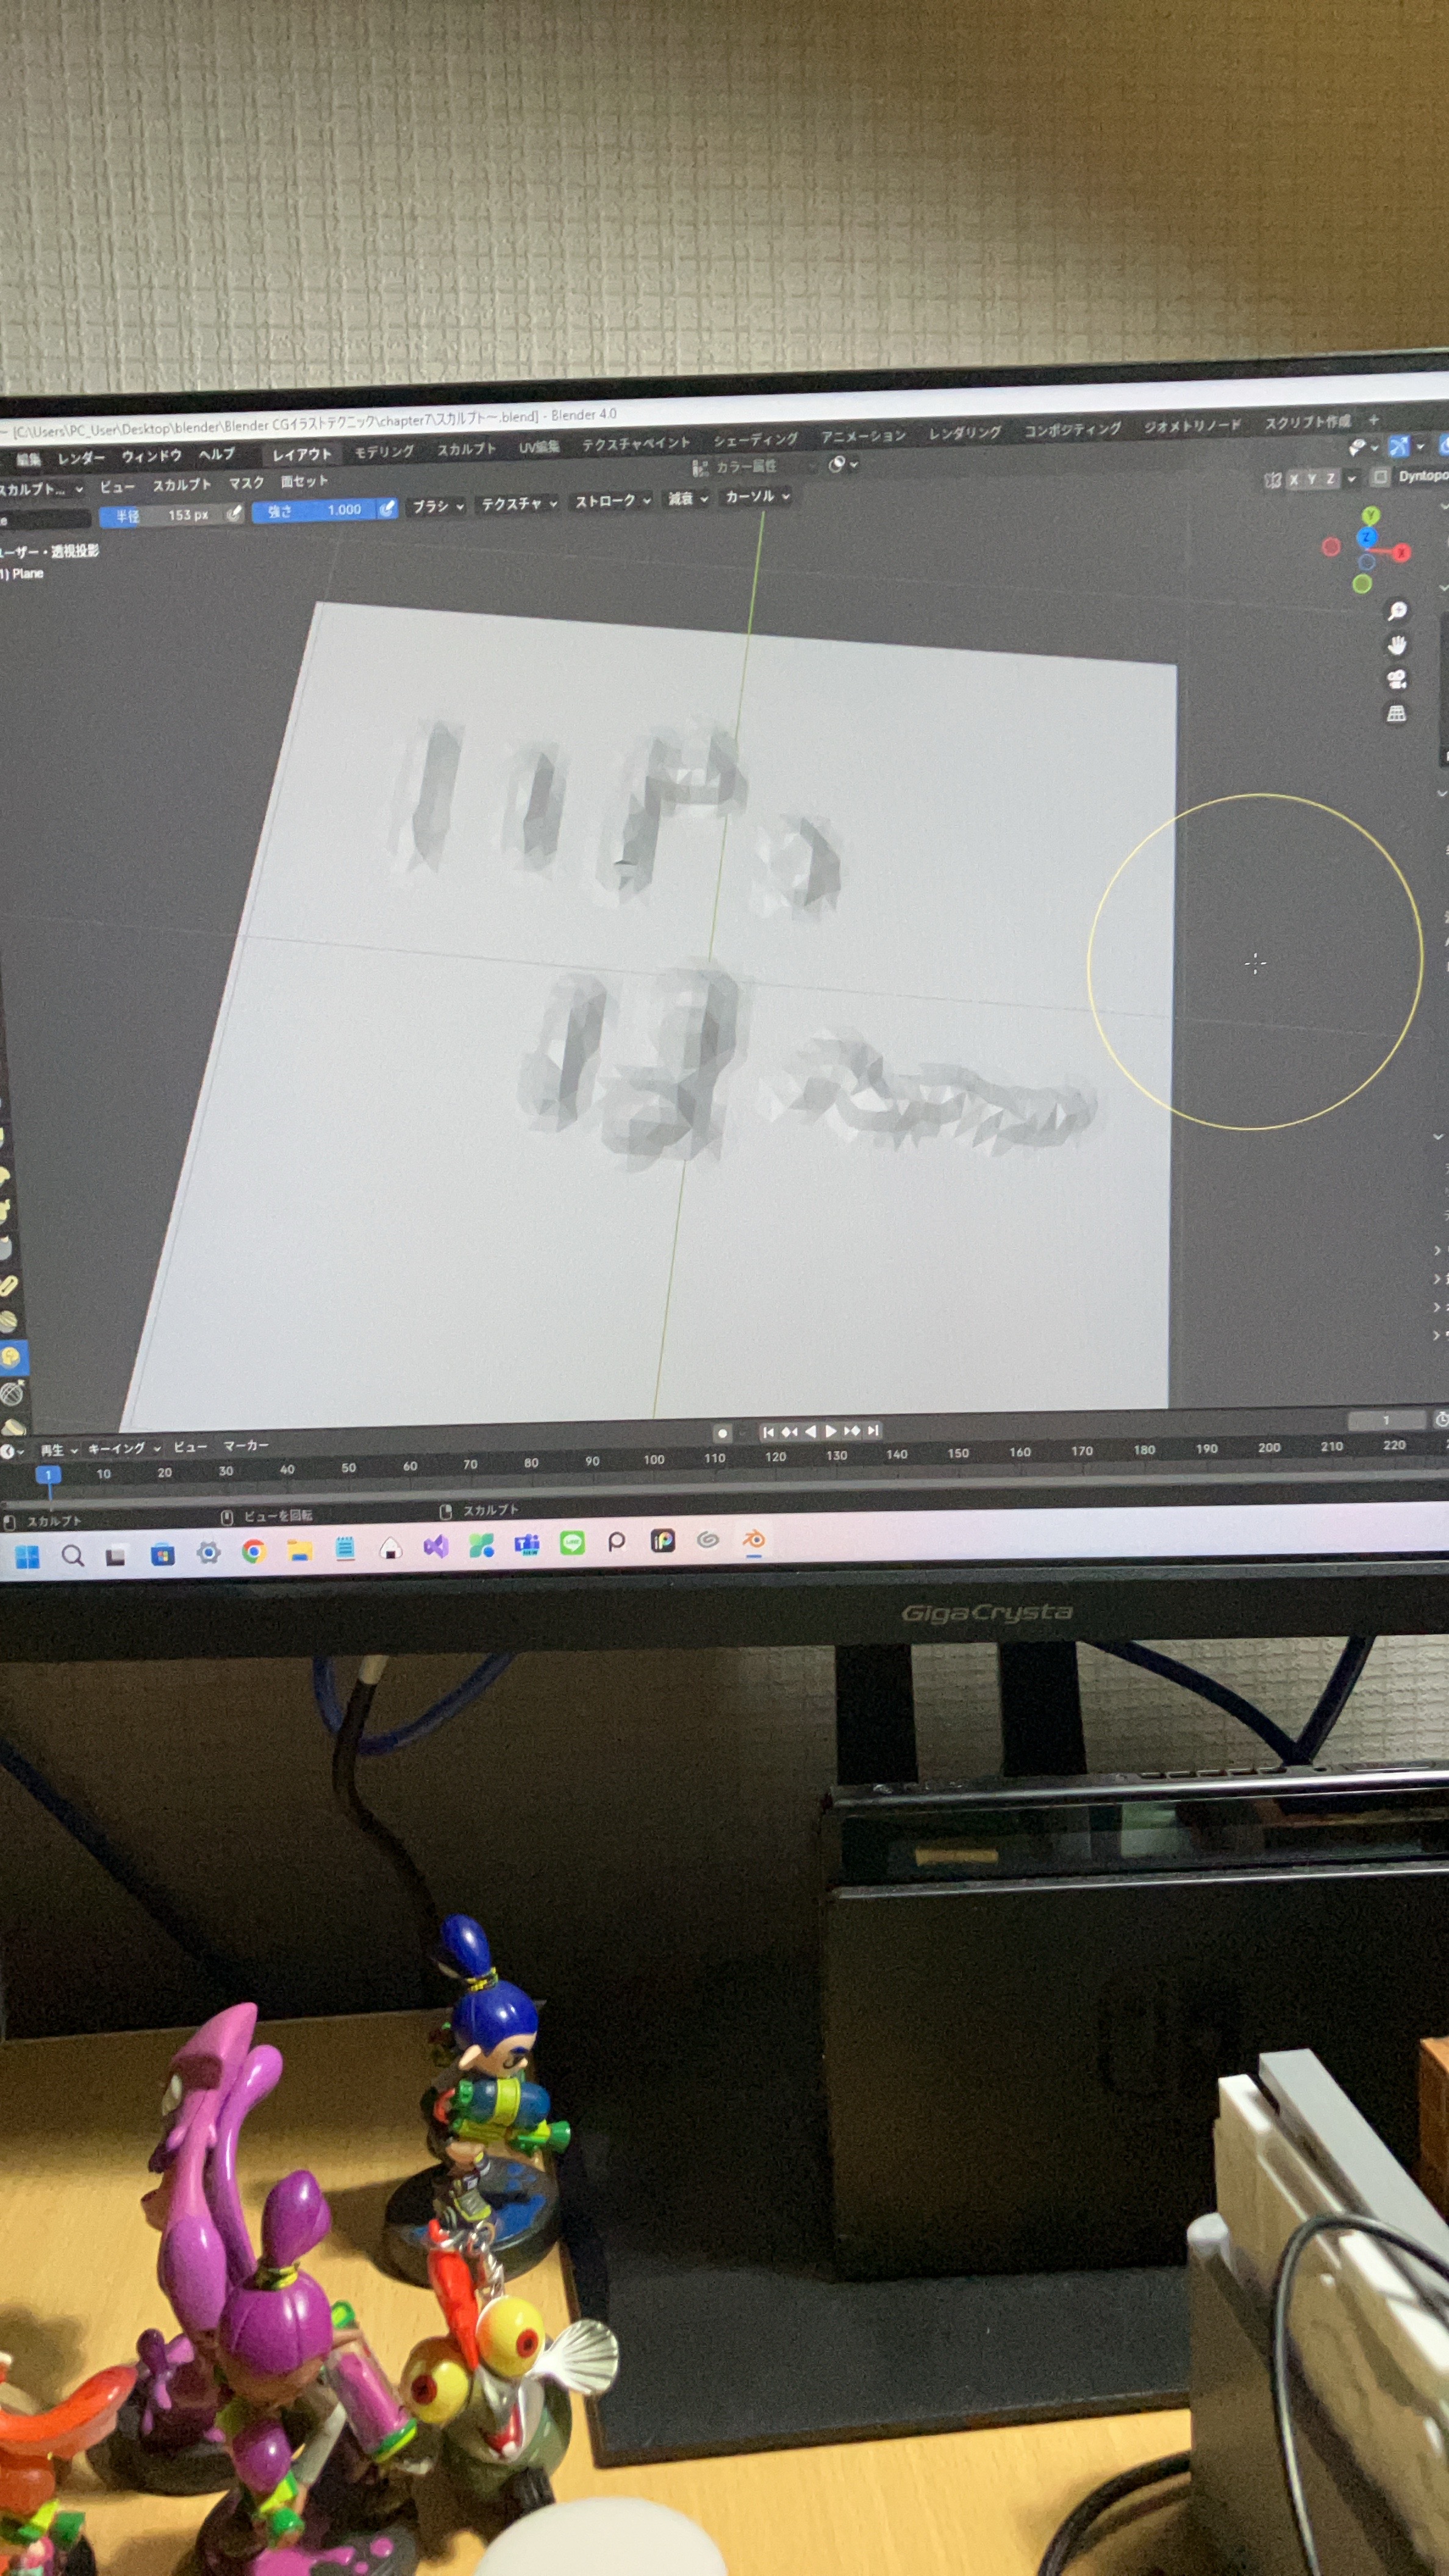 [C:\Users\PC_User\Desktop\blender\Blender CGイラストテクニック\chapter7\スカルプト～.blend] - Blender 4.0
編集 レンダー ウィンドウ ヘルプ レイアウト モデリング スカルプト UV編集 テクスチャペイント シェーディング アニメーション レンダリング コンポジティング ジオメトリノード スクリプト作成 +
スカルプト... ビュー スカルプト マスク 面セット カラー属性
X Y Z Dyntopo
半径 153 px 強さ 1.000 ブラシ テクスチャ ストローク 減衰 カーソル
ユーザー・透視投影
1) Plane
Y
Z
X
いいやつ
は～
再生 キーイング ビュー マーカー
1
1 10 20 30 40 50 60 70 80 90 100 110 120 130 140 150 160 170 180 190 200 210 220
スカルプト ビューを回転 スカルプト
GigaCrysta